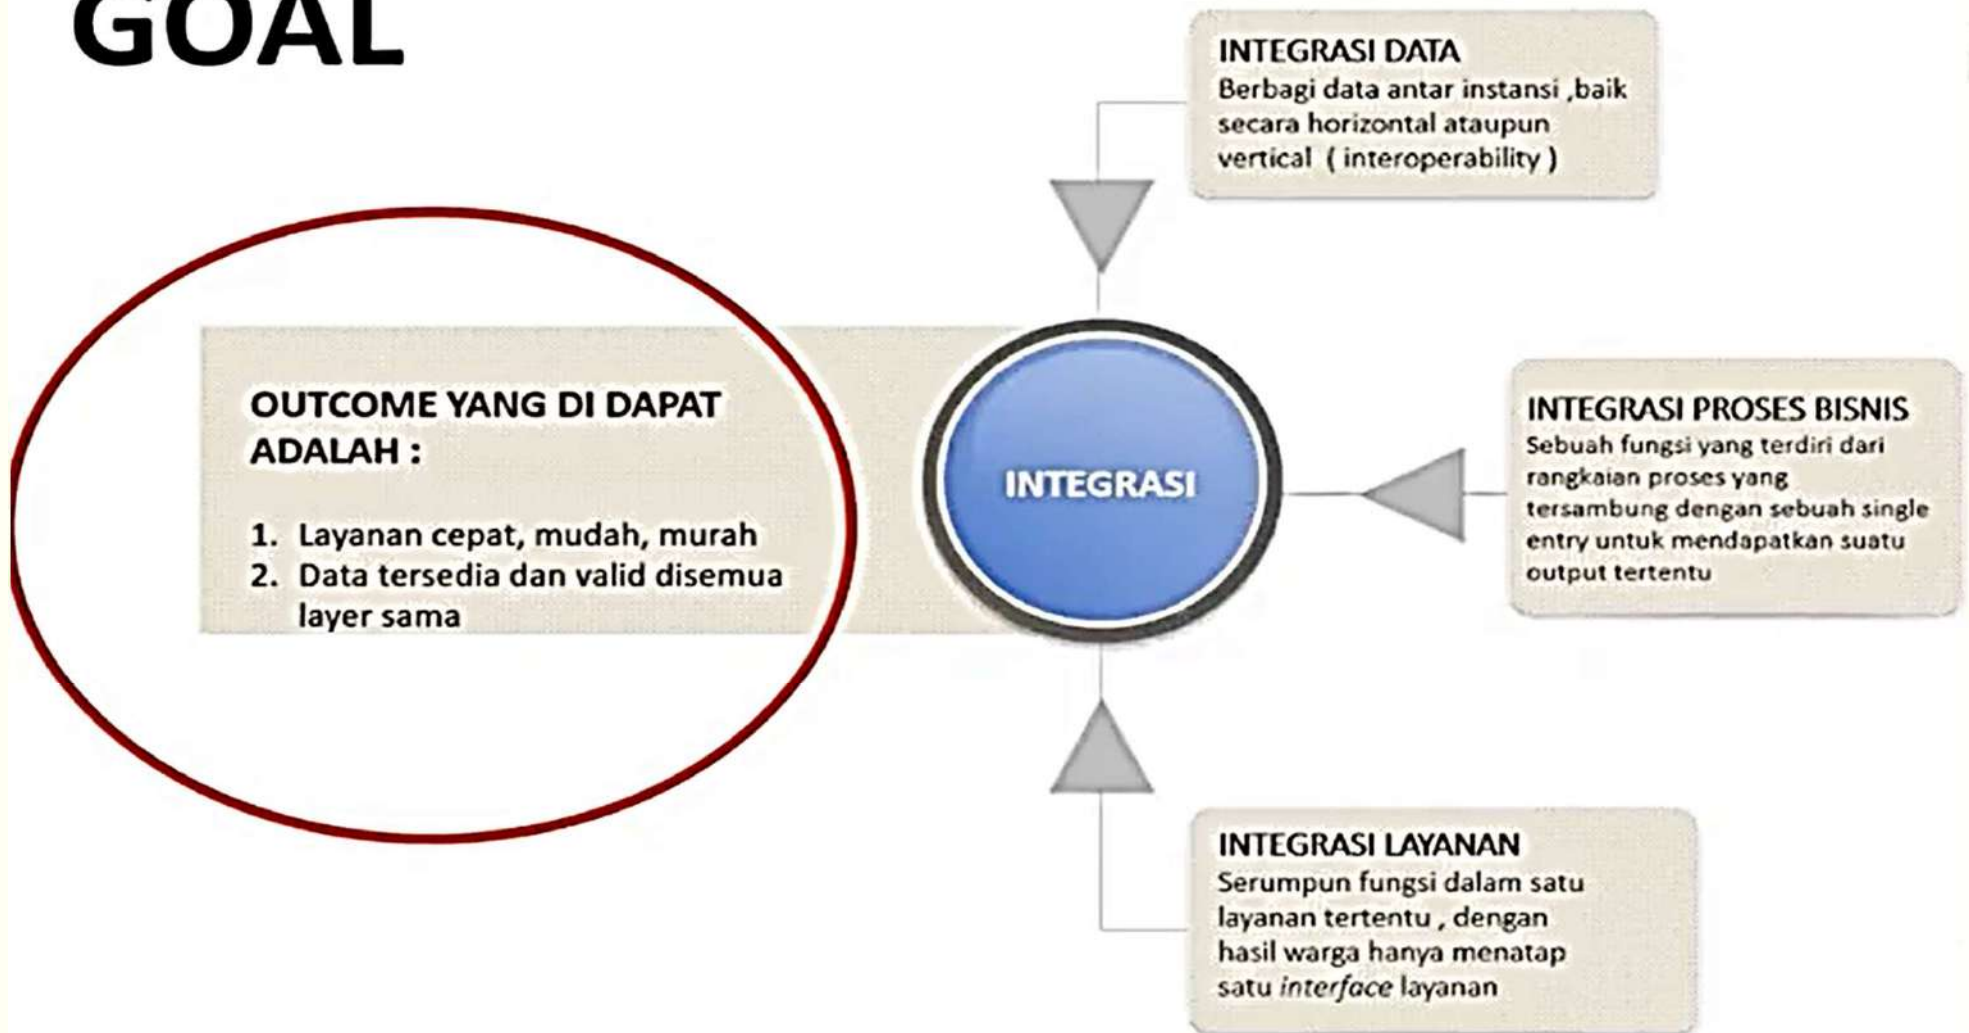 GOAL
INTEGRASI DATA
Berbagi data antar instansi ,baik
secara horizontal ataupun
vertical ( interoperability )
OUTCOME YANG DI DAPAT
ADALAH :
1. Layanan cepat, mudah, murah
2. Data tersedia dan valid disemua
layer sama
INTEGRASI
INTEGRASI PROSES BISNIS
Sebuah fungsi yang terdiri dari
rangkaian proses yang
tersambung dengan sebuah single
entry untuk mendapatkan suatu
output tertentu
INTEGRASI LAYANAN
Serumpun fungsi dalam satu
layanan tertentu , dengan
hasil warga hanya menatap
satu interface layanan